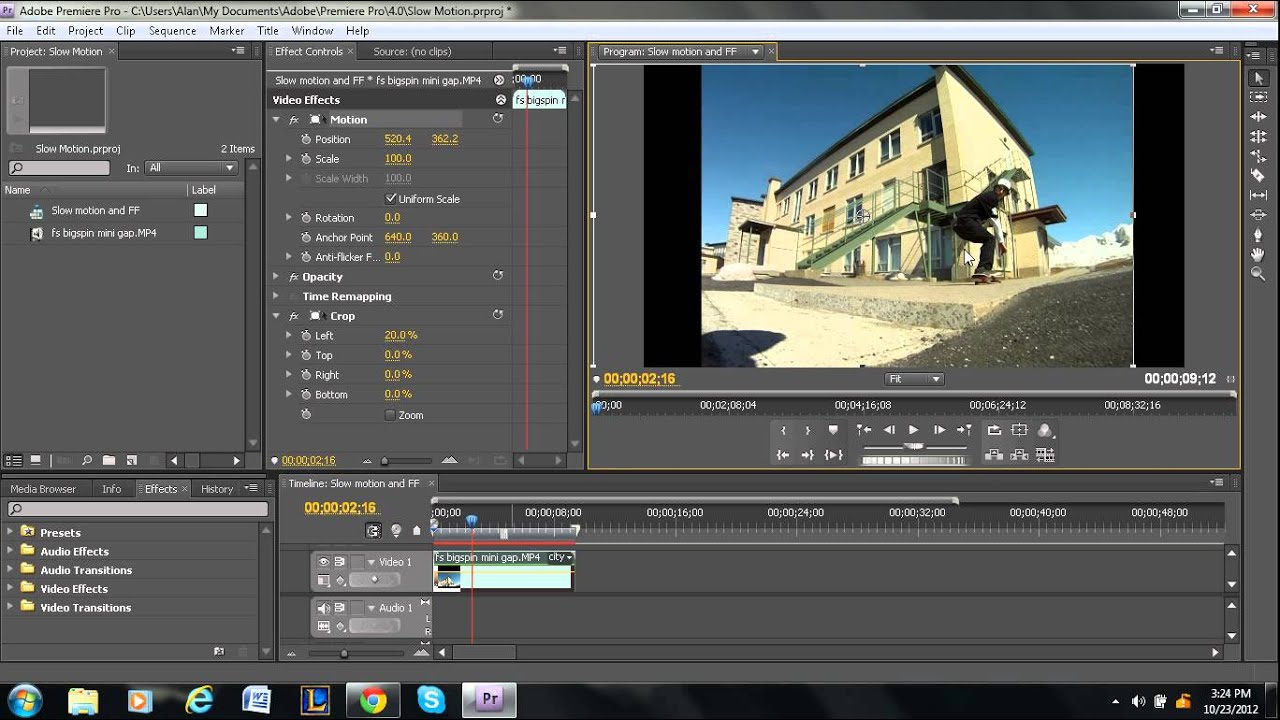 Adobe Premiere Pro - C:\Users\Alan\My Documents\Adobe\Premiere Pro\4.0\Slow Motion.prproj *
File Edit Project Clip Sequence Marker Title Window Help
Project: Slow Motion
Slow Motion.prproj 2 Items
In: All
Name Label
Slow motion and FF
fs bigspin mini gap.MP4
Effect Controls Source: (no clips)
Slow motion and FF * fs bigspin mini gap.MP4
;00;00
Video Effects fs bigspin r
fx Motion
Position 520.4 362.2
Scale 100.0
Scale Width 100.0
Uniform Scale
Rotation 0.0
Anchor Point 640.0 360.0
Anti-flicker F... 0.0
fx Opacity
Time Remapping
fx Crop
Left 20.0 %
Top 0.0 %
Right 0.0 %
Bottom 0.0 %
Zoom
00;00;02;16
Program: Slow motion and FF
00;00;02;16 Fit 00;00;09;12
00;00 00;02;08;04 00;04;16;08 00;06;24;12 00;08;32;16
Media Browser Info Effects History
Presets
Audio Effects
Audio Transitions
Video Effects
Video Transitions
Timeline: Slow motion and FF
00;00;02;16
;00;00 00;00;08;00 00;00;16;00 00;00;24;00 00;00;32;00 00;00;40;00 00;00;48;00
Video 1 fs bigspin mini gap.MP4 city
Audio 1
L
R
W L S Pr
3:24 PM
10/23/2012